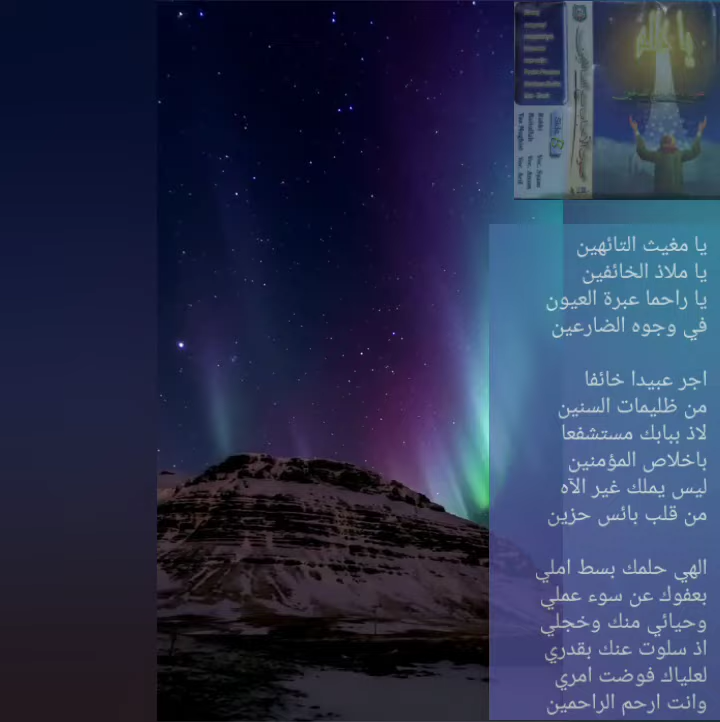 يا مغيث التائهين
يا ملاذ الخائفين
يا راحما عبرة العيون
في وجوه الضارعين
اجر عبيدا خائفا
من ظليمات السنين
لاذ ببابك مستشفعا
باخلاص المؤمنين
ليس يملك غير الآه
من قلب بائس حزين
الهي حلمك بسط املي
بعفوك عن سوء عملي
وحيائي منك وخجلي
اذ سلوت عنك بقدري
لعلياك فوضت امري
وانت ارحم الراحمين